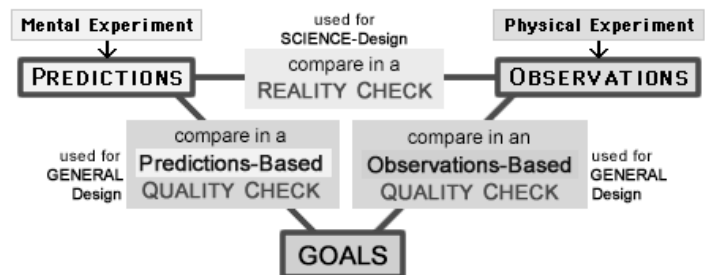 Mental Experiment
used for
SCIENCE-Design
Physical Experiment
PREDICTIONS
compare in a
REALITY CHECK
OBSERVATIONS
used for
GENERAL
Design
compare in a
Predictions-Based
QUALITY CHECK
compare in an
Observations-Based
QUALITY CHECK
used for
GENERAL
Design
GOALS